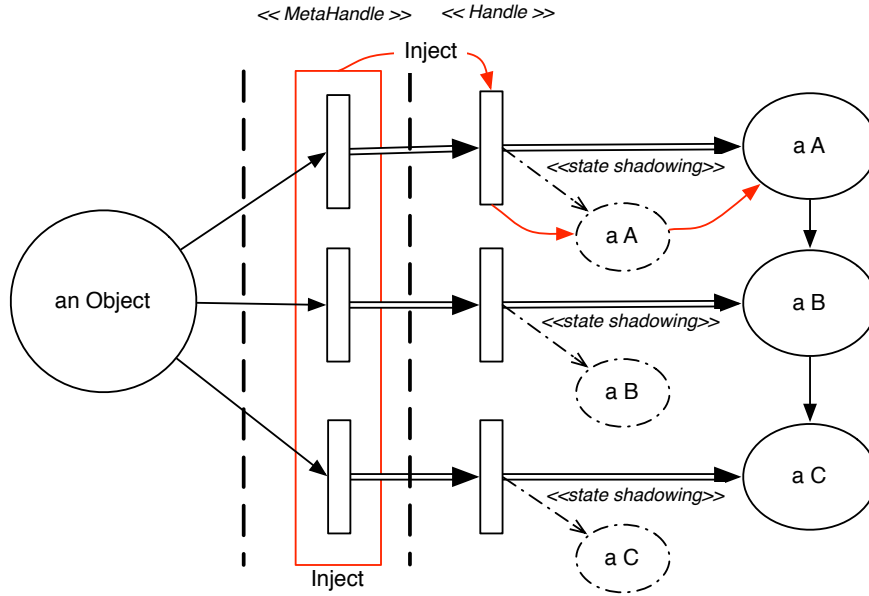 << MetaHandle >>
<< Handle >>
Inject
a A
<<state shadowing>>
a A
an Object
a B
<<state shadowing>>
a B
a C
<<state shadowing>>
a C
Inject